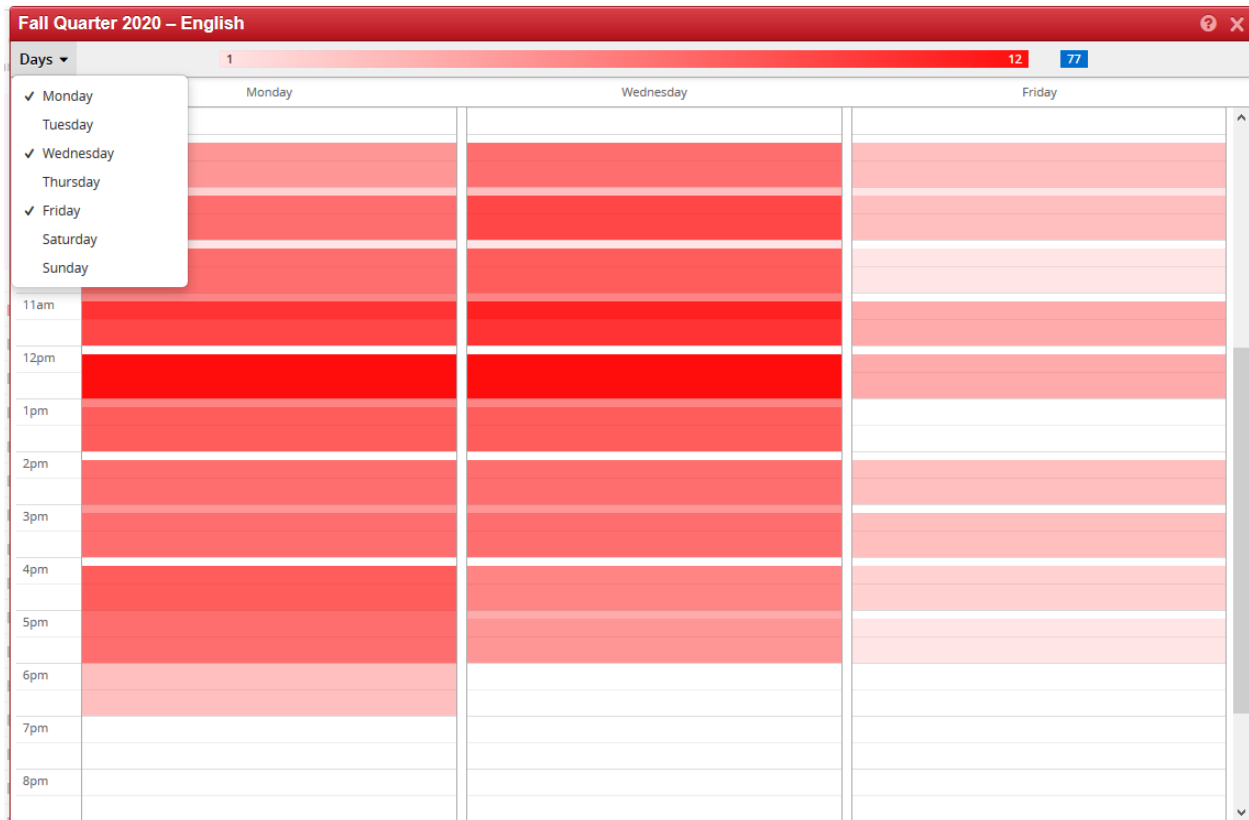 Fall Quarter 2020 – English
Days
1 12 77
Monday Wednesday Friday
Monday
Tuesday
Wednesday
Thursday
Friday
Saturday
Sunday
11am
12pm
1pm
2pm
3pm
4pm
5pm
6pm
7pm
8pm